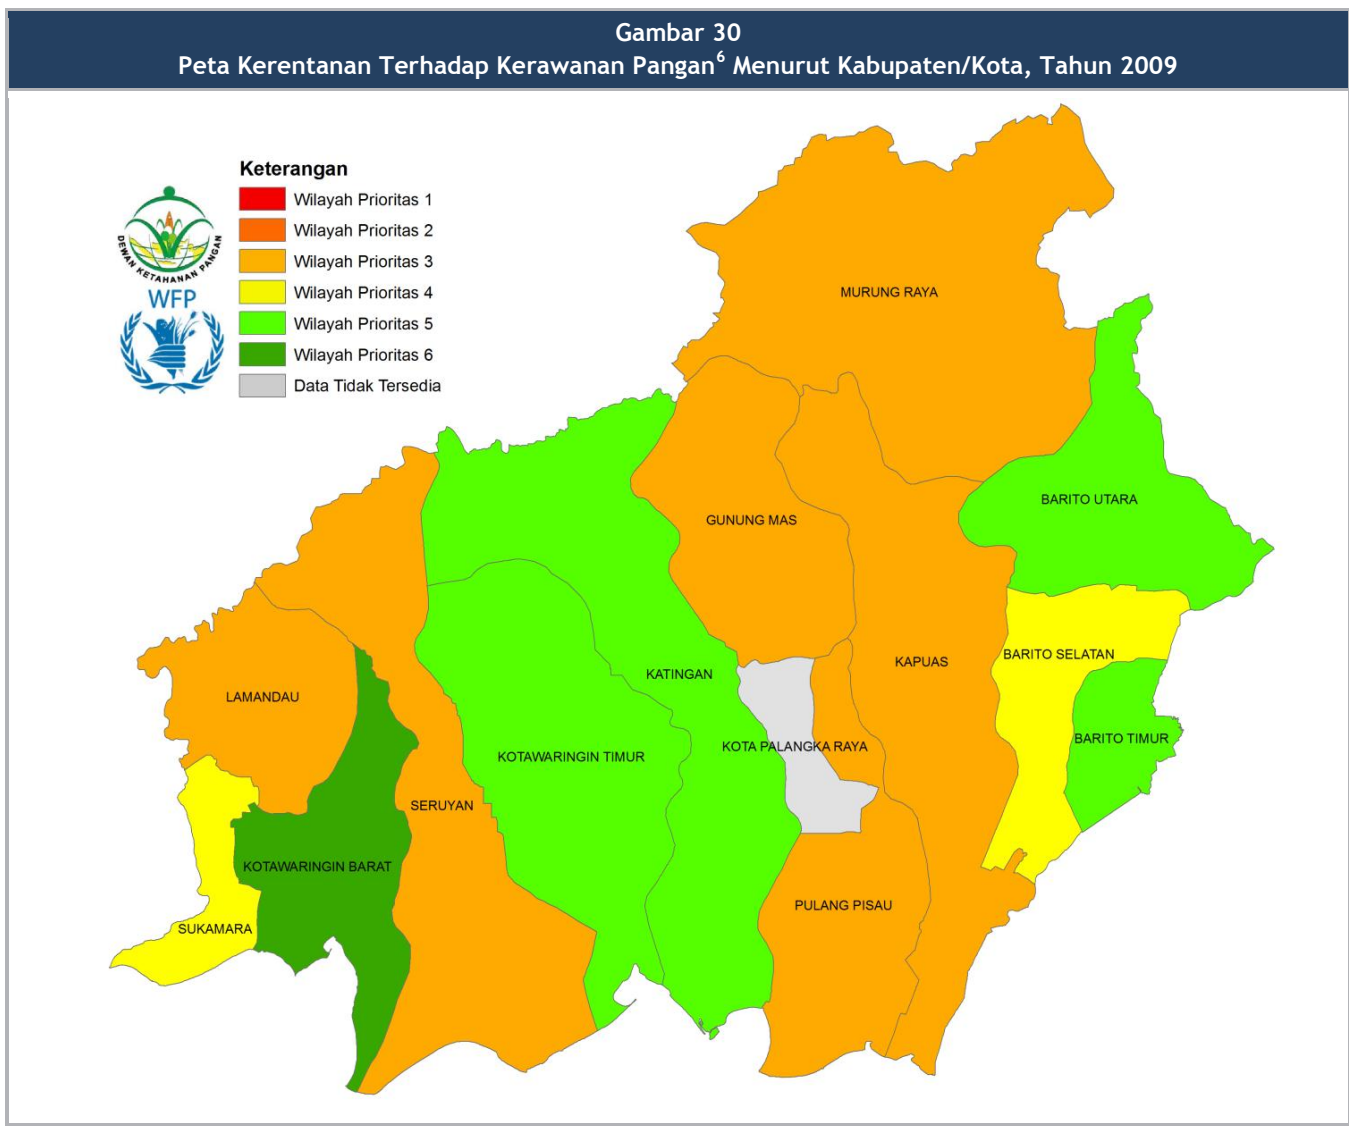 Gambar 30
Peta Kerentanan Terhadap Kerawanan Pangan⁶ Menurut Kabupaten/Kota, Tahun 2009
Keterangan
Wilayah Prioritas 1
Wilayah Prioritas 2
Wilayah Prioritas 3
Wilayah Prioritas 4
Wilayah Prioritas 5
Wilayah Prioritas 6
Data Tidak Tersedia
DEWAN KETAHANAN PANGAN
WFP
MURUNG RAYA
BARITO UTARA
GUNUNG MAS
BARITO SELATAN
KAPUAS
KATINGAN
LAMANDAU
BARITO TIMUR
KOTA PALANGKA RAYA
KOTAWARINGIN TIMUR
SERUYAN
KOTAWARINGIN BARAT
PULANG PISAU
SUKAMARA